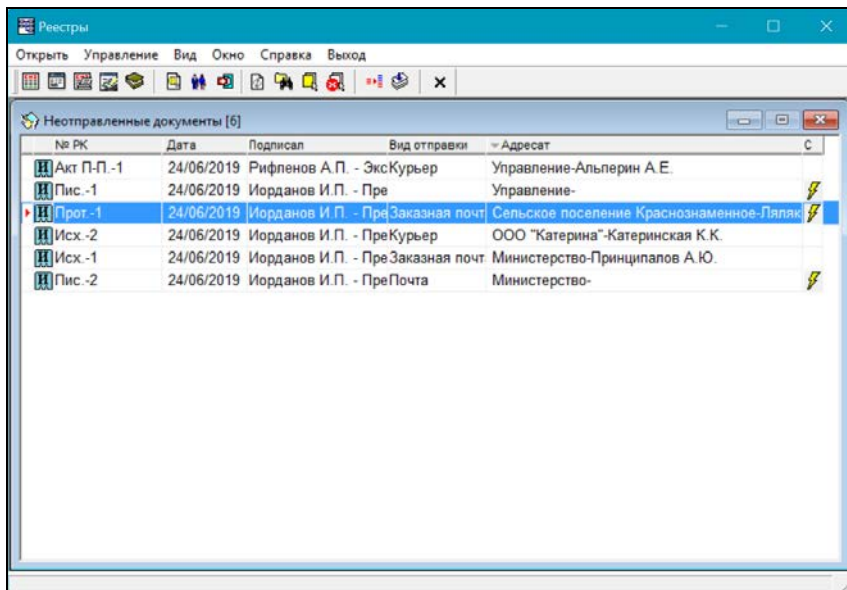 Реестры
Открыть Управление Вид Окно Справка Выход
Неотправленные документы [6]
№ РК Дата Подписал Вид отправки Адресат С
И Акт П-П.-1 24/06/2019 Рифленов А.П. - Экс Курьер Управление-Альперин А.Е.
И Пис.-1 24/06/2019 Иорданов И.П. - Пре Управление-
И Прот.-1 24/06/2019 Иорданов И.П. - Пре Заказная почт Сельское поселение Краснознаменное-Ляляк
И Исх.-2 24/06/2019 Иорданов И.П. - Пре Курьер ООО "Катерина"-Катеринская К.К.
И Исх.-1 24/06/2019 Иорданов И.П. - Пре Заказная почт Министерство-Принципалов А.Ю.
И Пис.-2 24/06/2019 Иорданов И.П. - Пре Почта Министерство-